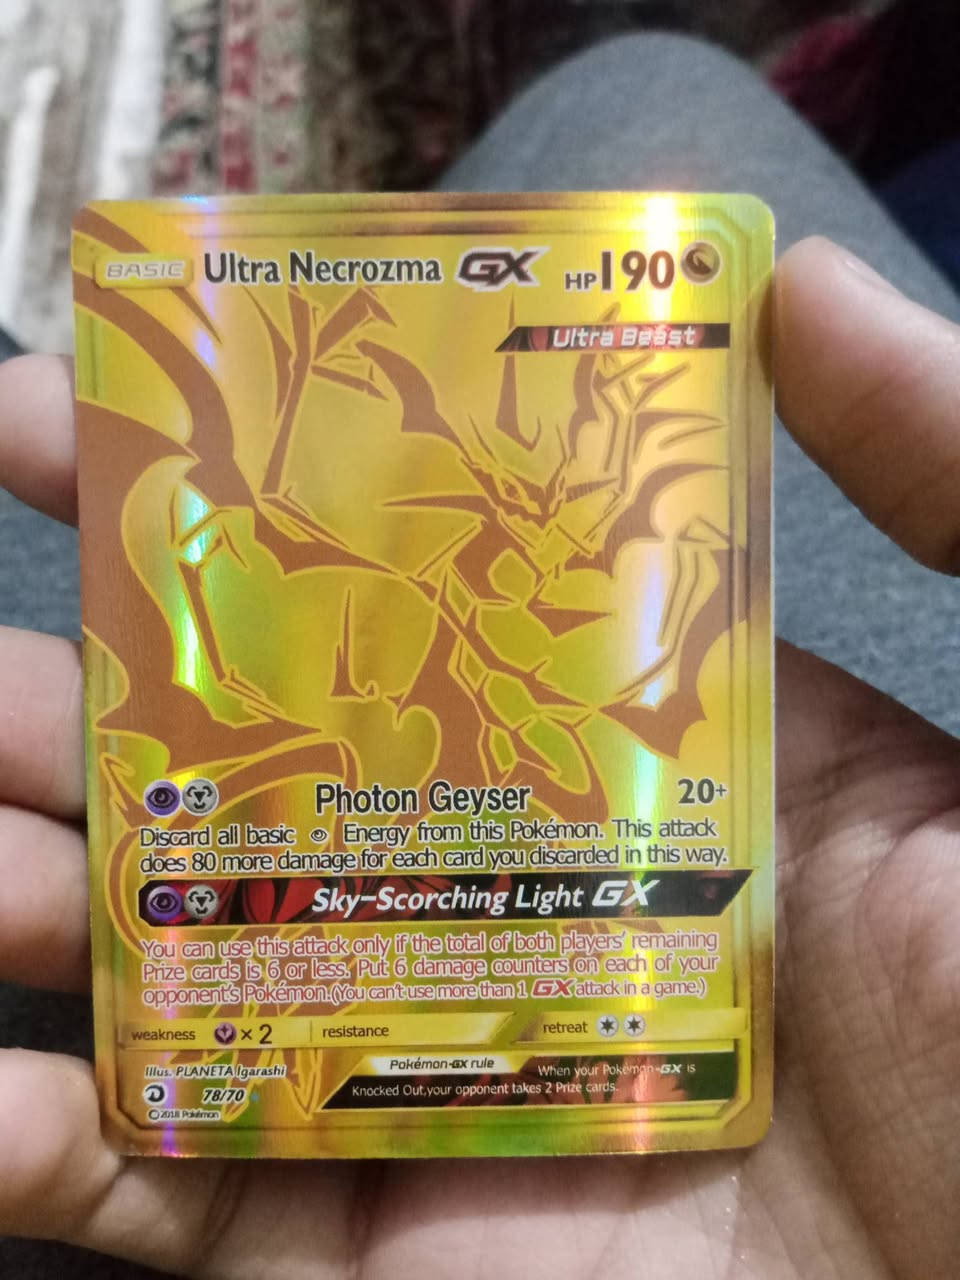 BASIC Ultra Necrozma GX HP190
Ultra Beast
Photon Geyser 20+
Discard all basic Energy from this Pokémon. This attack
does 80 more damage for each card you discarded in this way.
Sky-Scorching Light GX
You can use this attack only if the total of both players' remaining
Prize cards is 6 or less. Put 6 damage counters on each of your
opponent's Pokémon.(You can't use more than 1 GX attack in a game.)
weakness ×2 resistance retreat
Illus. PLANETA Igarashi
Pokémon-GX rule When your Pokémon-GX is
Knocked Out,your opponent takes 2 Prize cards.
78/70
©2018 Pokémon